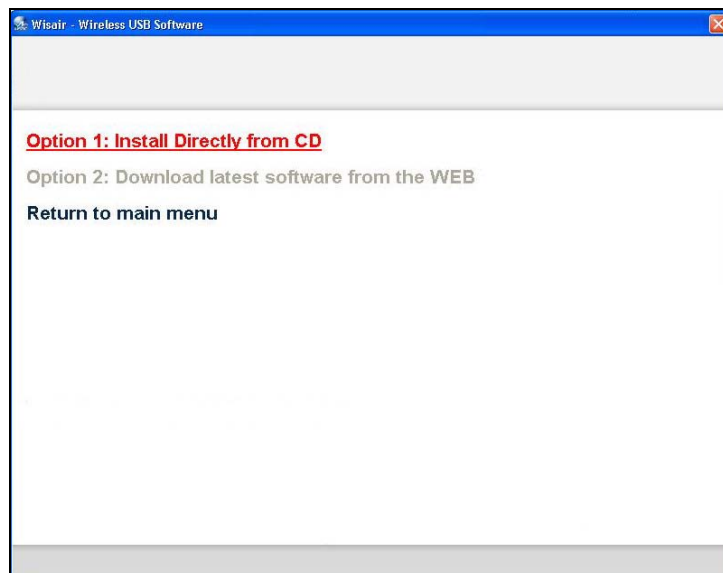 Wisair - Wireless USB Software
Option 1: Install Directly from CD
Option 2: Download latest software from the WEB
Return to main menu